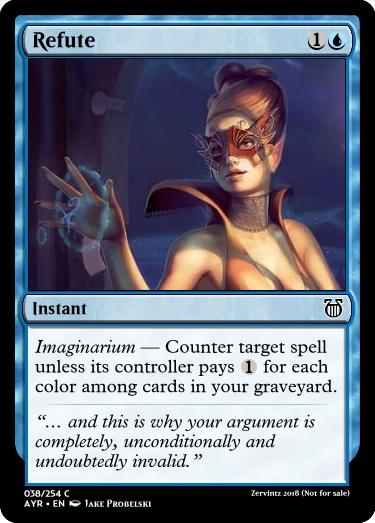 Refute 1
Instant
Imaginarium — Counter target spell
unless its controller pays 1 for each
color among cards in your graveyard.
“… and this is why your argument is
completely, unconditionally and
undoubtedly invalid.”
038/254 C
Zervintz 2018 (Not for sale)
AYR • EN Jake Probelski